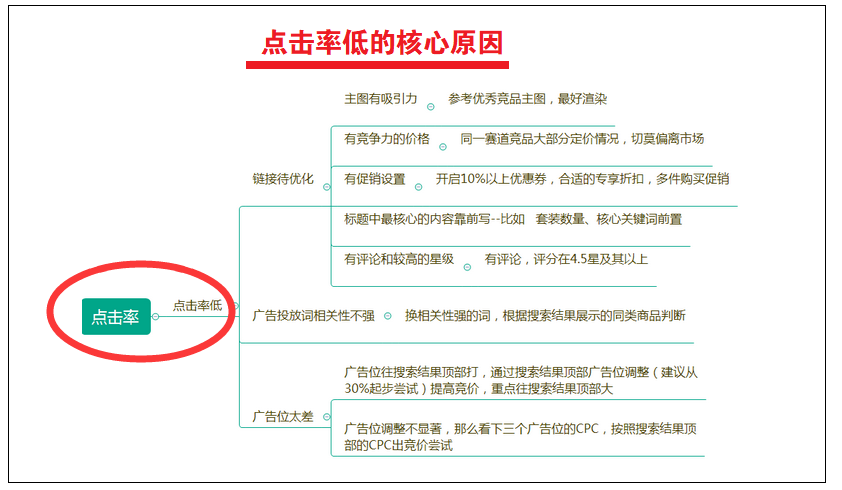 点击率低的核心原因
主图有吸引力
参考优秀竞品主图，最好渲染
有竞争力的价格
同一赛道竞品大部分定价情况，切莫偏离市场
链接待优化
有促销设置
开启10%以上优惠券，合适的专享折扣，多件购买促销
标题中最核心的内容靠前写--比如 套装数量、核心关键词前置
有评论和较高的星级
有评论，评分在4.5星及其以上
点击率
点击率低
广告投放词相关性不强
换相关性强的词，根据搜索结果展示的同类商品判断
广告位太差
广告位往搜索结果顶部打，通过搜索结果顶部广告位调整（建议从
30%起步尝试）提高竞价，重点往搜索结果顶部大
广告位调整不显著，那么看下三个广告位的CPC，按照搜索结果顶
部的CPC出竞价尝试